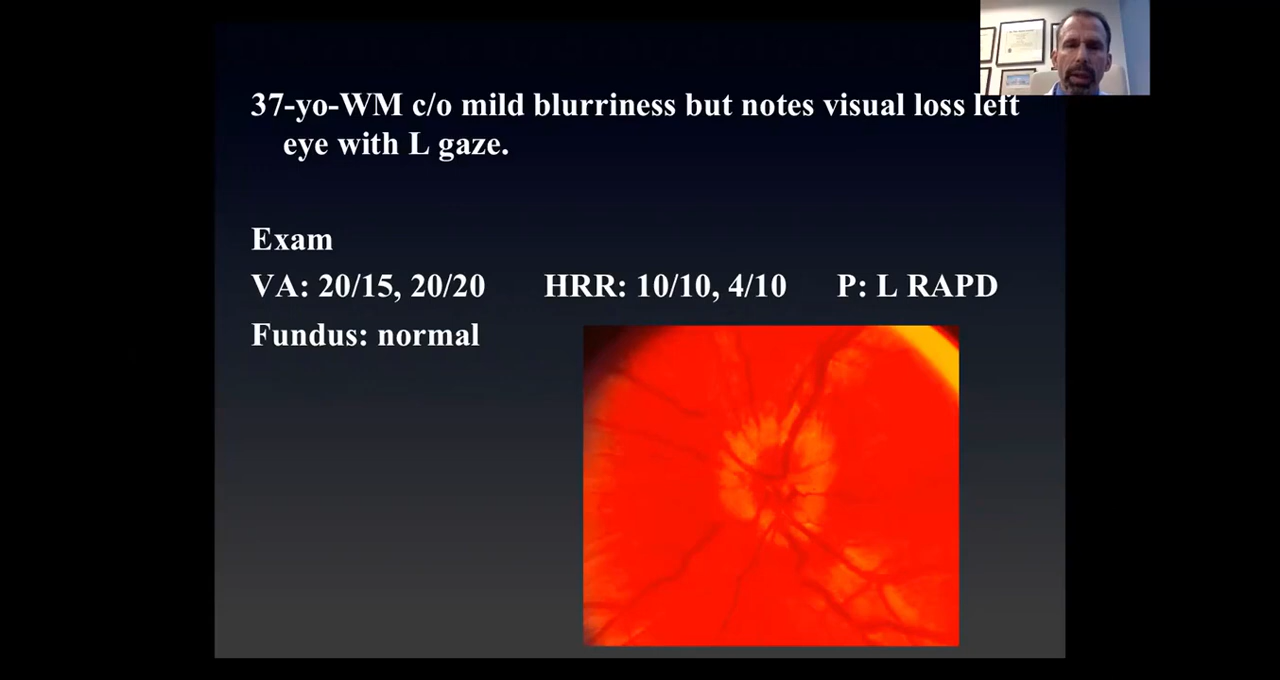 37-yo-WM c/o mild blurriness but notes visual loss left
eye with L gaze.
Exam
VA: 20/15, 20/20 HRR: 10/10, 4/10 P: L RAPD
Fundus: normal